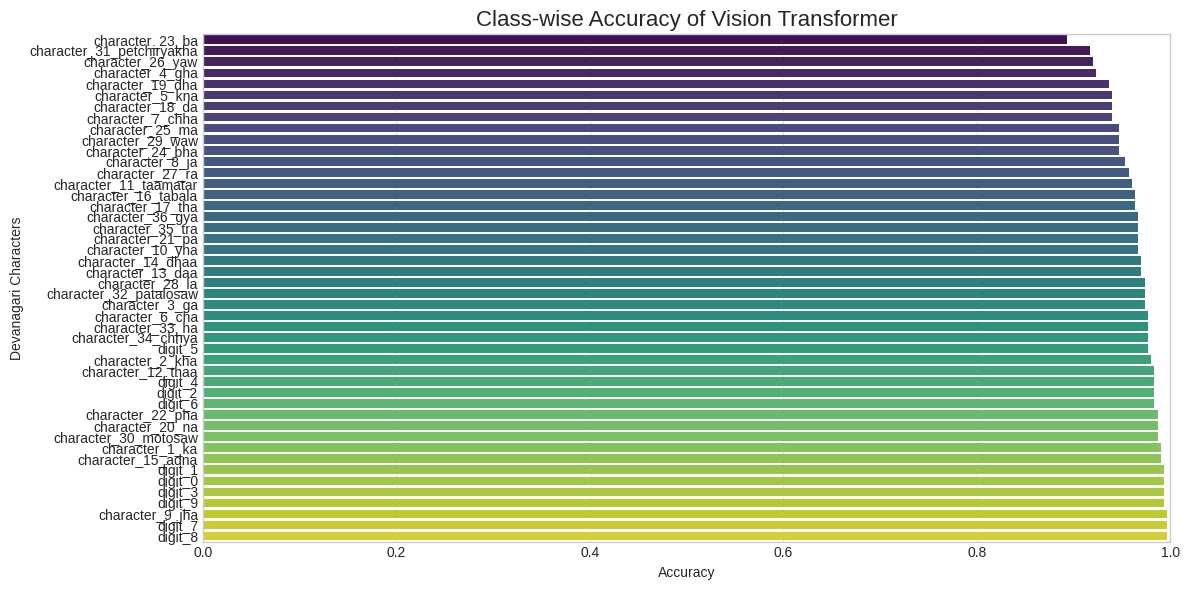 Class-wise Accuracy of Vision Transformer
character_23_ba
character_31_petchiryakha
character_26_yaw
character_4_gha
character_19_dha
character_5_kna
character_18_da
character_7_chha
character_25_ma
character_29_waw
character_24_bha
character_8_ja
character_27_ra
character_11_taamatar
character_16_tabala
character_17_tha
character_36_gya
character_35_tra
character_21_pa
character_10_yna
character_14_dhaa
character_13_daa
character_28_la
character_32_patalosaw
character_3_ga
character_6_cha
character_33_ha
character_34_chhya
digit_5
character_2_kha
character_12_thaa
digit_4
digit_2
digit_6
character_22_pha
character_20_na
character_30_motosaw
character_1_ka
character_15_adna
digit_1
digit_0
digit_3
digit_9
character_9_jha
digit_7
digit_8
Devanagari Characters
0.0 0.2 0.4 0.6 0.8 1.0
Accuracy